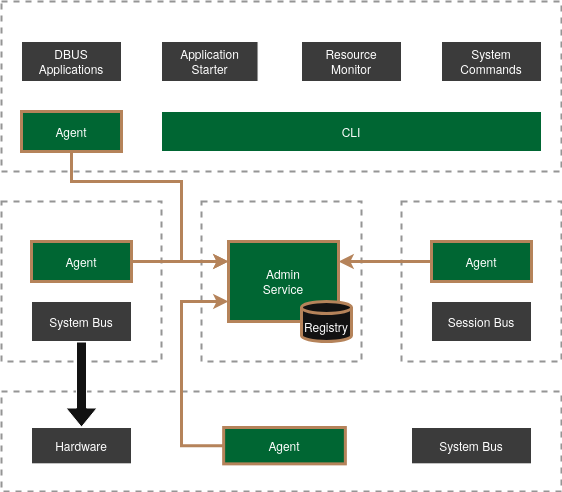 DBUS
Applications
Application
Starter
Resource
Monitor
System
Commands
Agent
CLI
Agent
Admin
Service
Agent
System Bus
Registry
Session Bus
Hardware
Agent
System Bus